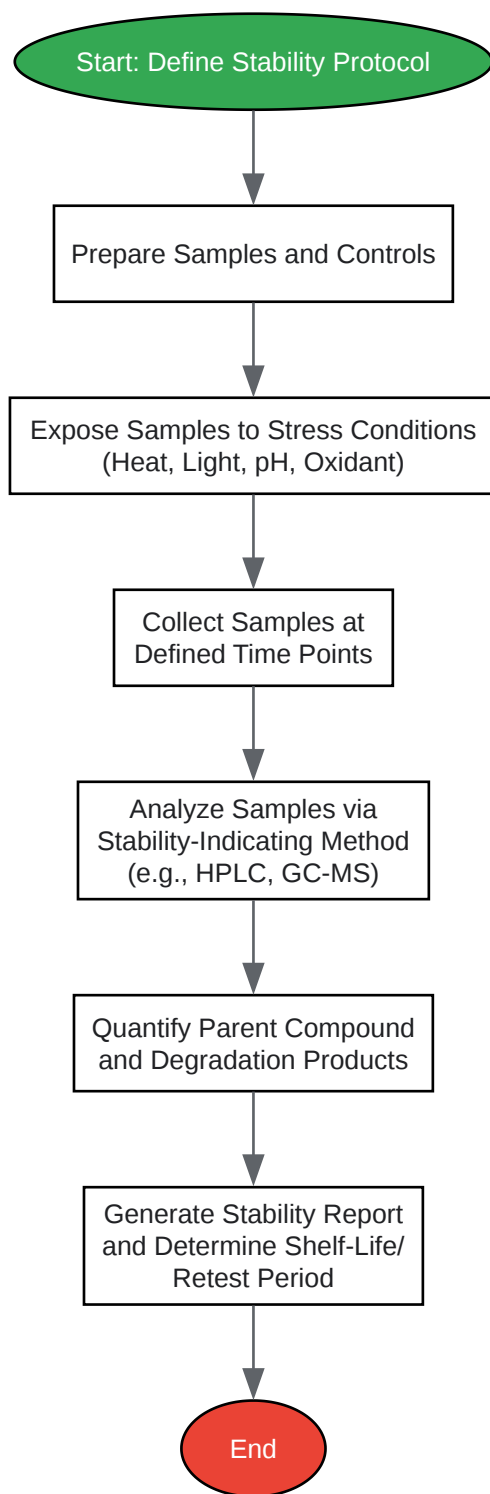 Start: Define Stability Protocol
Prepare Samples and Controls
Expose Samples to Stress Conditions
(Heat, Light, pH, Oxidant)
Collect Samples at
Defined Time Points
Analyze Samples via
Stability-Indicating Method
(e.g., HPLC, GC-MS)
Quantify Parent Compound
and Degradation Products
Generate Stability Report
and Determine Shelf-Life/
Retest Period
End